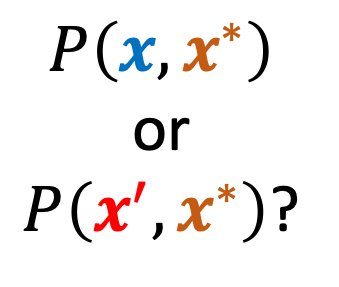 P(x, x*)
or
P(x′, x*)?